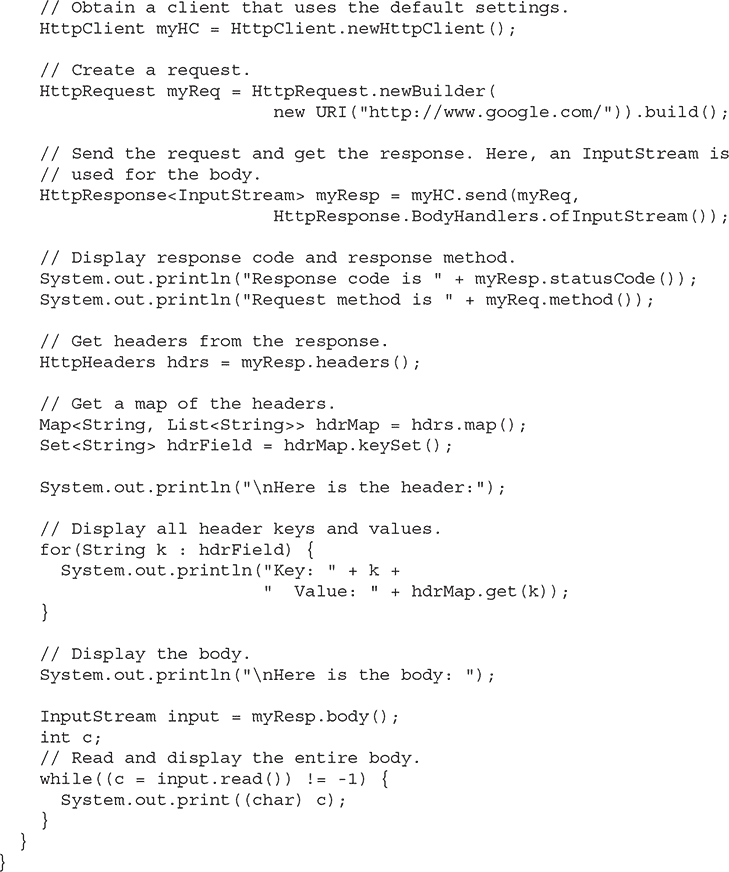 // Obtain a client that uses the default settings.
    HttpClient myHC = HttpClient.newHttpClient();

    // Create a request.
    HttpRequest myReq = HttpRequest.newBuilder(
                          new URI("http://www.google.com/")).build();

    // Send the request and get the response. Here, an InputStream is
    // used for the body.
    HttpResponse<InputStream> myResp = myHC.send(myReq,
                          HttpResponse.BodyHandlers.ofInputStream());

    // Display response code and response method.
    System.out.println("Response code is " + myResp.statusCode());
    System.out.println("Request method is " + myReq.method());

    // Get headers from the response.
    HttpHeaders hdrs = myResp.headers();

    // Get a map of the headers.
    Map<String, List<String>> hdrMap = hdrs.map();
    Set<String> hdrField = hdrMap.keySet();

    System.out.println("\nHere is the header:");

    // Display all header keys and values.
    for(String k : hdrField) {
      System.out.println("Key: " + k +
                         "  Value: " + hdrMap.get(k));
    }

    // Display the body.
    System.out.println("\nHere is the body: ");

    InputStream input = myResp.body();
    int c;
    // Read and display the entire body.
    while((c = input.read()) != -1) {
      System.out.print((char) c);
    }
  }
}